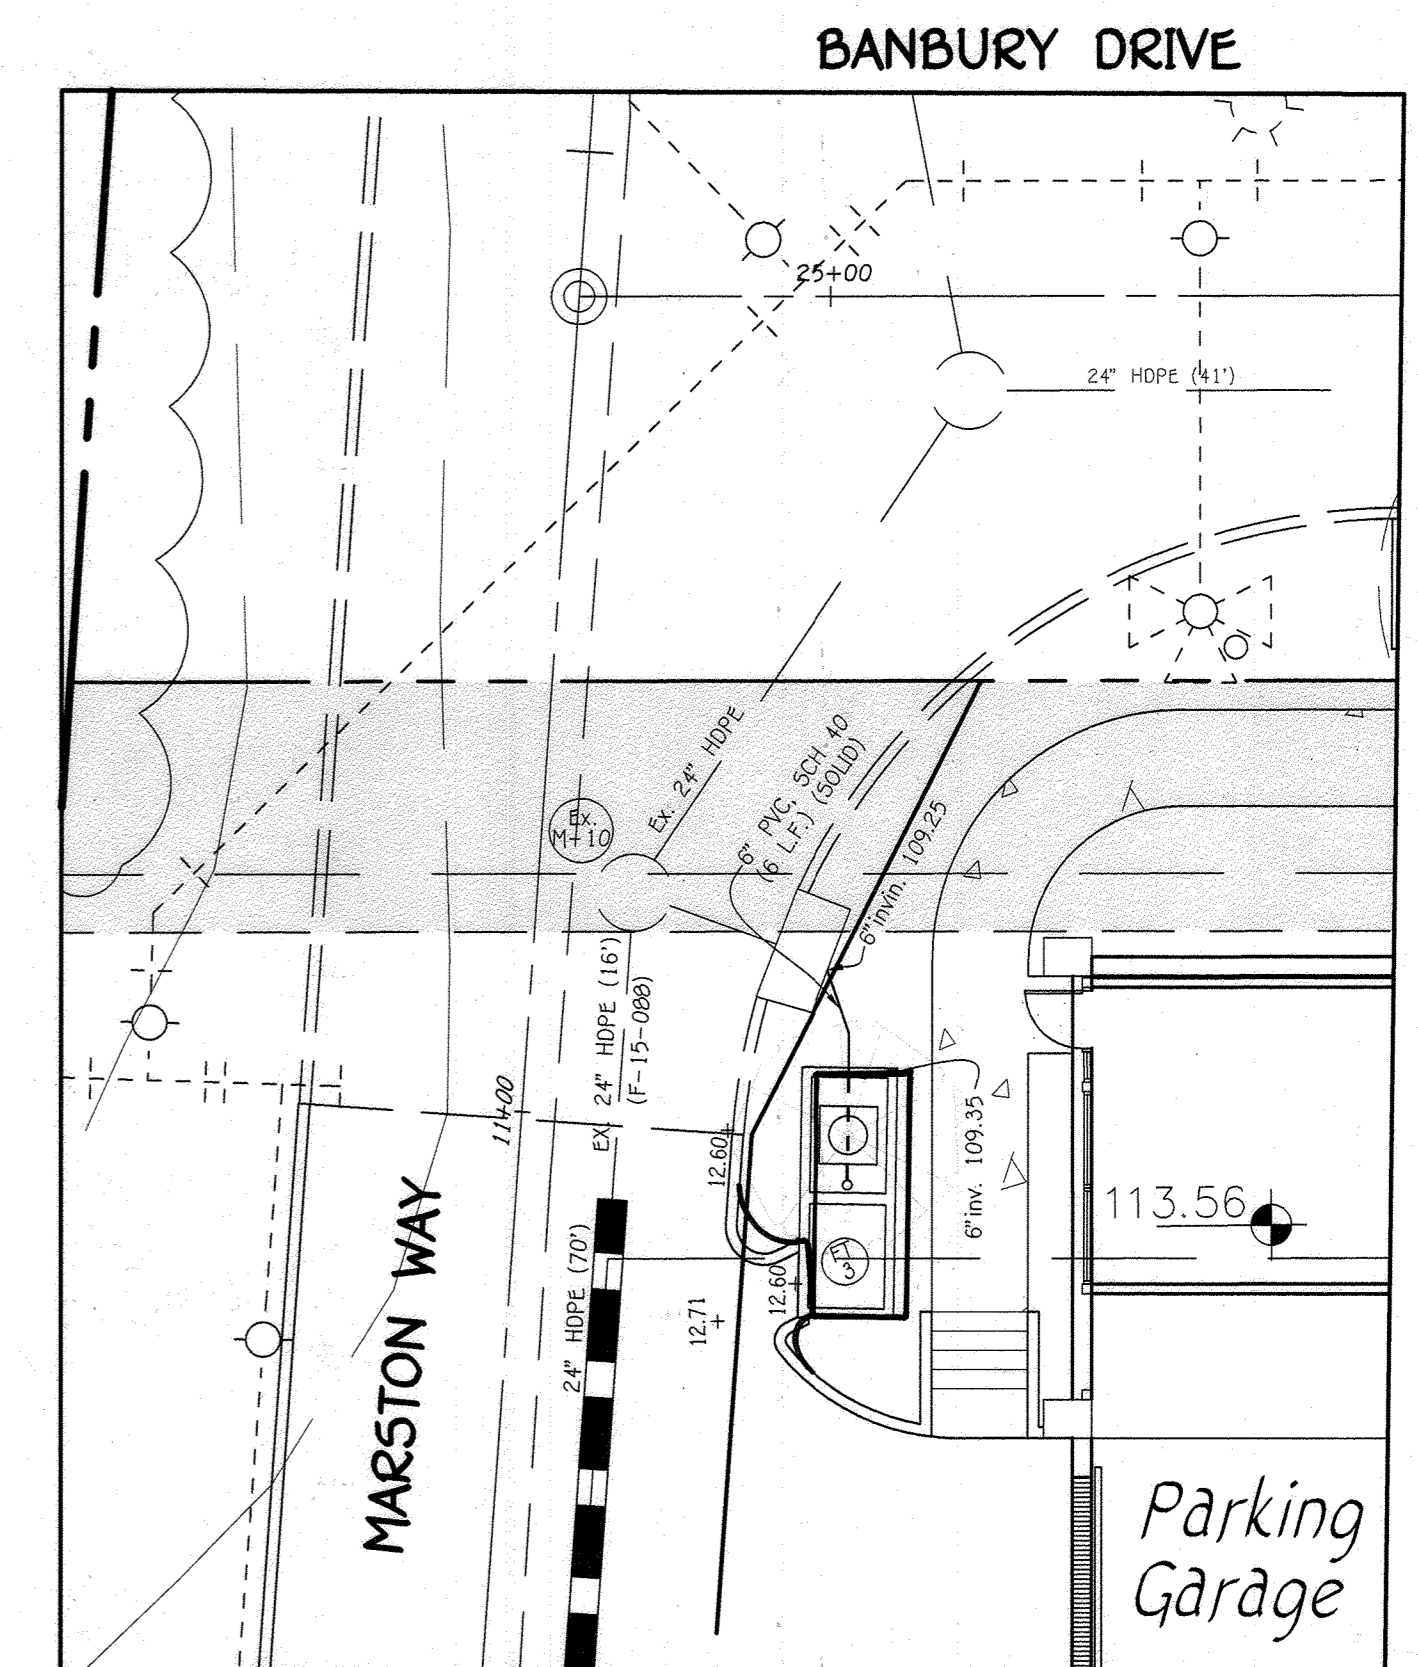 BANBURY DRIVE
25+00
24" HDPE (41')
Ex. 24" HDPE
6" PVC, SCH 40
(6 L.F.) (SOLID)
Ex.
M+10
6"inv in. 109.25
EX. 24" HDPE (16')
(F-15-088)
11+00
12.60
6"inv. 109.35
113.56
MARSTON WAY
24" HDPE (70')
FT
3
12.60
12.71
Parking
Garage